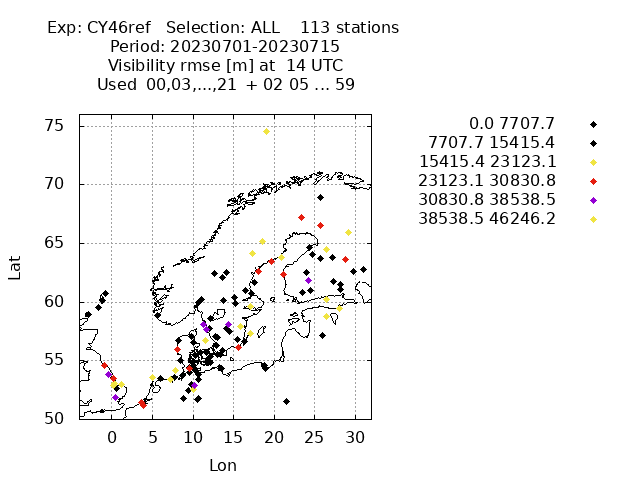 Exp: CY46ref   Selection: ALL    113 stations
Period: 20230701-20230715
Visibility rmse [m] at  14 UTC
Used  00,03,...,21  + 02 05 ... 59
0.0 7707.7
7707.7 15415.4
15415.4 23123.1
23123.1 30830.8
30830.8 38538.5
38538.5 46246.2
75
70
65
60
55
50
Lat
0 5 10 15 20 25 30
Lon